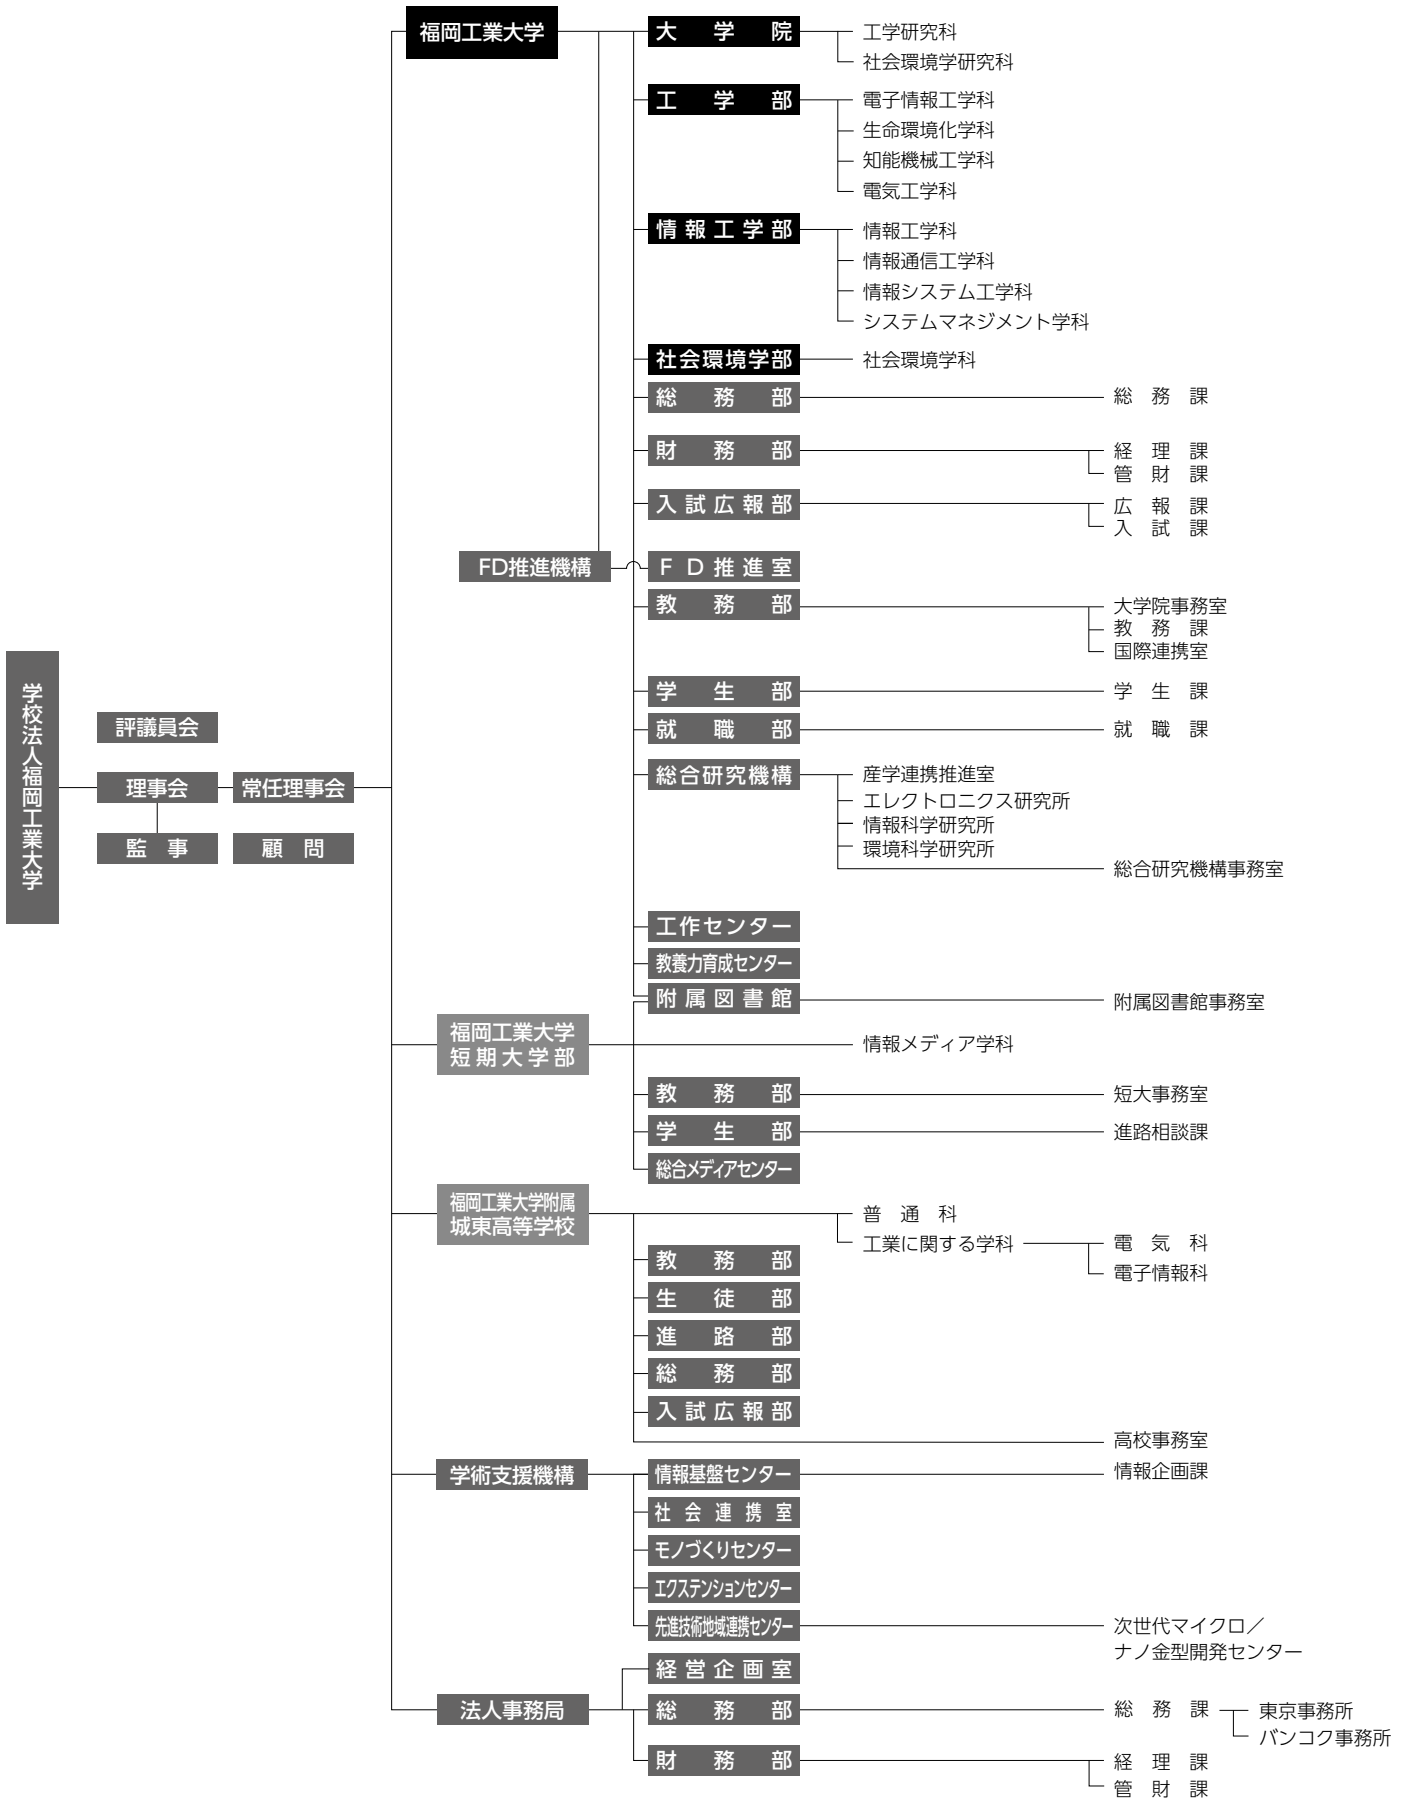 学校法人福岡工業大学
評議員会
理事会
常任理事会
監　事
顧　問
福岡工業大学
大　学　院
工学研究科
社会環境学研究科
工　学　部
電子情報工学科
生命環境化学科
知能機械工学科
電気工学科
情報工学部
情報工学科
情報通信工学科
情報システム工学科
システムマネジメント学科
社会環境学部
社会環境学科
総　務　部
総　務　課
財　務　部
経　理　課
管　財　課
入試広報部
広　報　課
入　試　課
FD推進機構
ＦＤ推進室
教　務　部
大学院事務室
教　務　課
国際連携室
学　生　部
学　生　課
就　職　部
就　職　課
総合研究機構
産学連携推進室
エレクトロニクス研究所
情報科学研究所
環境科学研究所
総合研究機構事務室
工作センター
教養力育成センター
附属図書館
附属図書館事務室
福岡工業大学
短期大学部
情報メディア学科
教　務　部
短大事務室
学　生　部
進路相談課
総合メディアセンター
福岡工業大学附属
城東高等学校
普　通　科
工業に関する学科
電　気　科
電子情報科
教　務　部
生　徒　部
進　路　部
総　務　部
入試広報部
高校事務室
学術支援機構
情報基盤センター
情報企画課
社会連携室
モノづくりセンター
エクステンションセンター
先進技術地域連携センター
次世代マイクロ／
ナノ金型開発センター
経営企画室
法人事務局
総　務　部
総　務　課
東京事務所
バンコク事務所
財　務　部
経　理　課
管　財　課